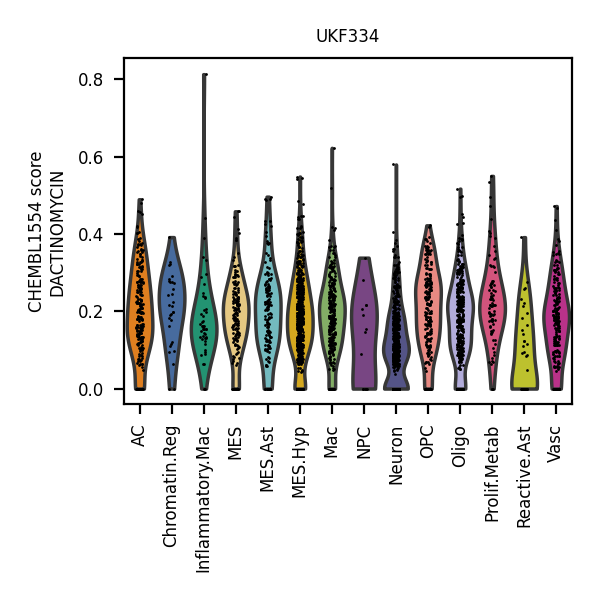 UKF334
CHEMBL1554 score
DACTINOMYCIN
0.8
0.6
0.4
0.2
0.0
AC
Chromatin.Reg
Inflammatory.Mac
MES
MES.Ast
MES.Hyp
Mac
NPC
Neuron
OPC
Oligo
Prolif.Metab
Reactive.Ast
Vasc